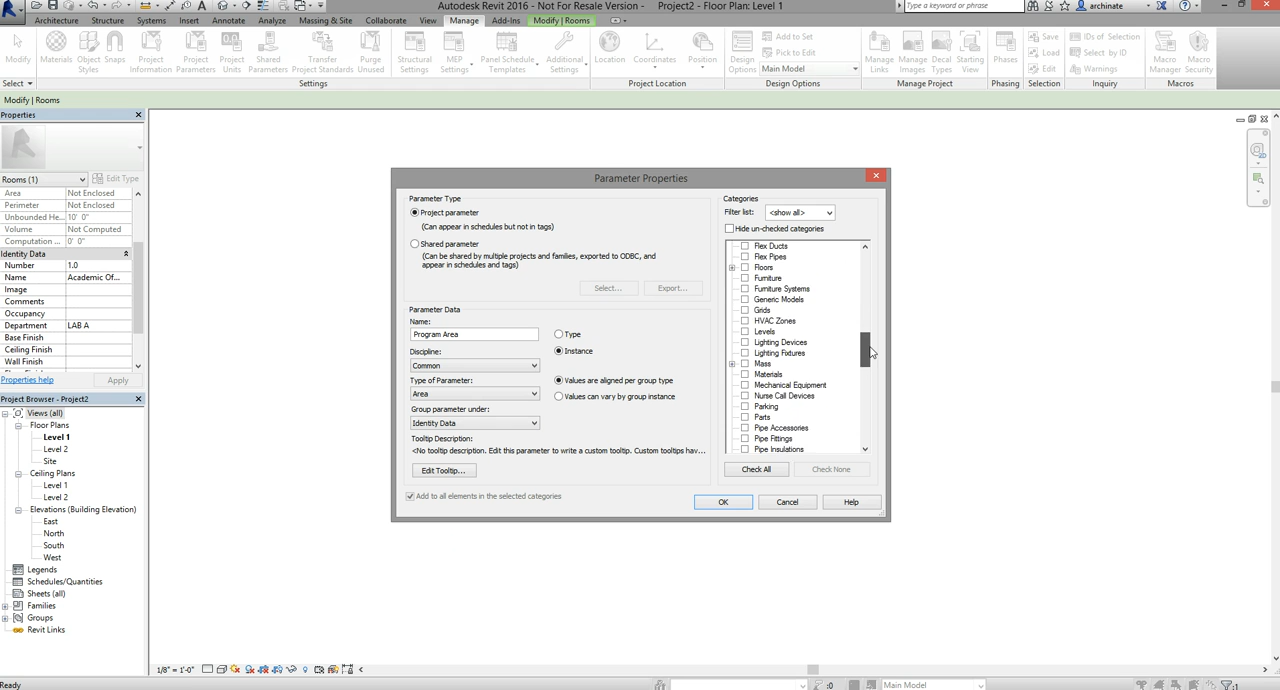 Autodesk Revit 2016 - Not For Resale Version - Project2 - Floor Plan: Level 1
Type a keyword or phrase
archinate
Architecture Structure Systems Insert Annotate Analyze Massing & Site Collaborate View Manage Add-Ins Modify | Rooms
Modify
Materials
Object Styles
Snaps
Project Information
Project Parameters
Project Units
Shared Parameters
Transfer Project Standards
Purge Unused
Structural Settings
MEP Settings
Panel Schedule Templates
Additional Settings
Location
Coordinates
Position
Design Options
Add to Set
Pick to Edit
Main Model
Manage Links
Manage Images
Decal Types
Starting View
Phases
Save
Load
Edit
IDs of Selection
Select by ID
Warnings
Macro Manager
Macro Security
Select
Settings
Project Location
Design Options
Manage Project
Phasing
Selection
Inquiry
Macros
Modify | Rooms
Properties
Rooms (1)
Edit Type
Area Not Enclosed
Perimeter Not Enclosed
Unbounded He... 10' 0"
Volume Not Computed
Computation ... 0' 0"
Identity Data
Number 1.0
Name Academic Of...
Image
Comments
Occupancy
Department LAB A
Base Finish
Ceiling Finish
Wall Finish
Properties help
Apply
Project Browser - Project2
Views (all)
Floor Plans
Level 1
Level 2
Site
Ceiling Plans
Level 1
Level 2
Elevations (Building Elevation)
East
North
South
West
Legends
Schedules/Quantities
Sheets (all)
Families
Groups
Revit Links
Parameter Properties
Parameter Type
Project parameter
(Can appear in schedules but not in tags)
Shared parameter
(Can be shared by multiple projects and families, exported to ODBC, and
appear in schedules and tags)
Select...
Export...
Parameter Data
Name:
Program Area
Type
Discipline:
Instance
Common
Type of Parameter:
Values are aligned per group type
Area
Values can vary by group instance
Group parameter under:
Identity Data
Tooltip Description:
<No tooltip description. Edit this parameter to write a custom tooltip. Custom tooltips hav...
Edit Tooltip...
Add to all elements in the selected categories
Categories
Filter list: <show all>
Hide un-checked categories
Flex Ducts
Flex Pipes
Floors
Furniture
Furniture Systems
Generic Models
Grids
HVAC Zones
Levels
Lighting Devices
Lighting Fixtures
Mass
Materials
Mechanical Equipment
Nurse Call Devices
Parking
Parts
Pipe Accessories
Pipe Fittings
Pipe Insulations
Check All
Check None
OK
Cancel
Help
1/8" = 1'-0"
Ready
:0
Main Model
:1